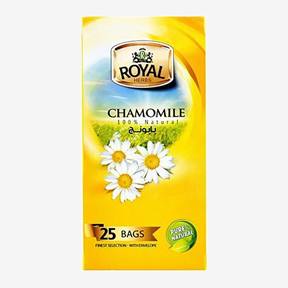 ROYAL
HERBS
CHAMOMILE
100% Natural
بابونج
25 BAGS
FINEST SELECTION - WITH ENVELOPE
PURE
NATURAL